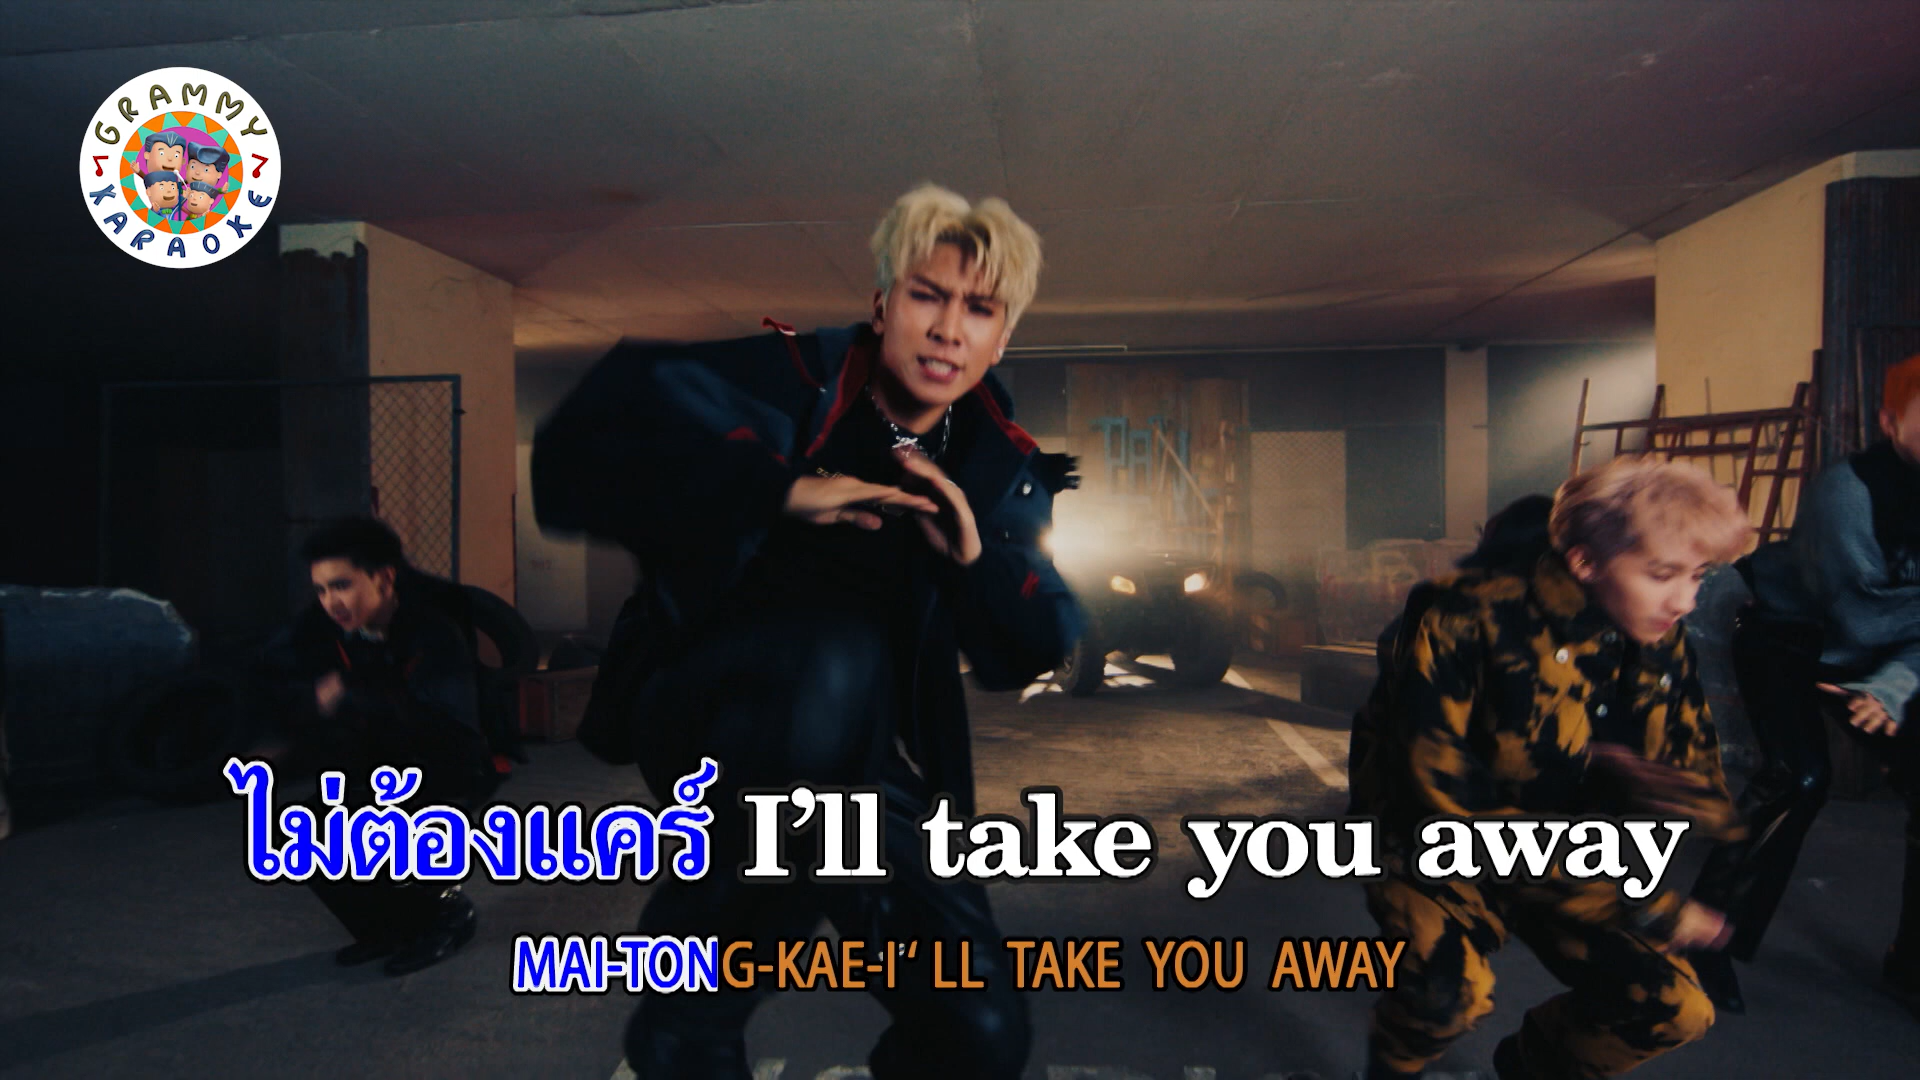 GRAMMY
KARAOKE
PAIN
ไม่ต้องแคร์ I'll take you away
MAI-TONG-KAE-I‘ LL TAKE YOU AWAY